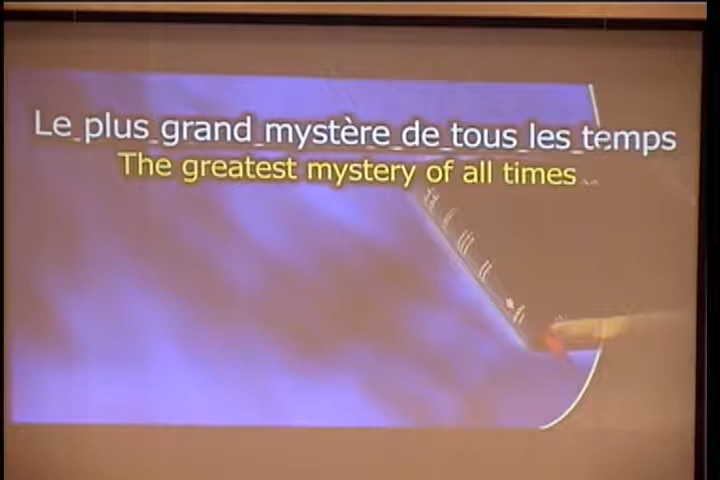 Le plus grand mystère de tous les temps
The greatest mystery of all times